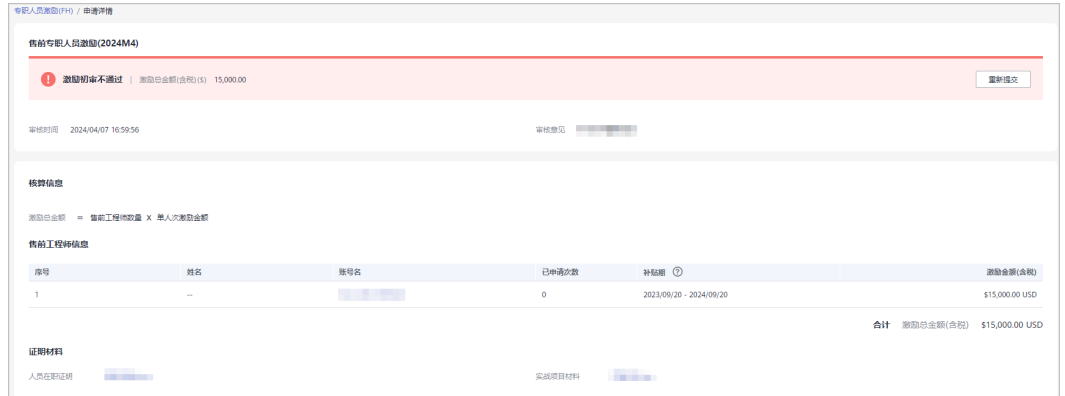 专职人员激励(FH) / 申请详情
售前专职人员激励(2024M4)
激励初审不通过 | 激励总金额(含税)($) 15,000.00 重新提交
审核时间 2024/04/07 16:59:56 审核意见
核算信息
激励总金额 = 售前工程师数量 X 单人次激励金额
售前工程师信息
序号 姓名 账号名 已申请次数 补贴期 激励金额(含税)
1 -- 0 2023/09/20 - 2024/09/20 $15,000.00 USD
合计 激励总金额(含税) $15,000.00 USD
证明材料
人员在职证明 实战项目材料